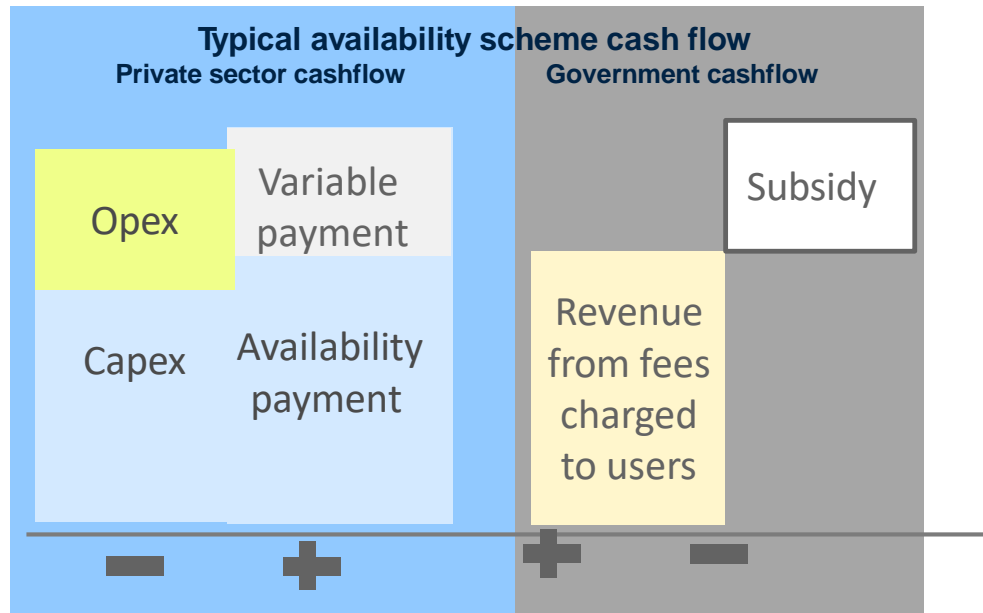 Typical availability scheme cash flow
Private sector cashflow
Government cashflow
Opex
Capex
Variable
payment
Availability
payment
Revenue
from fees
charged
to users
Subsidy